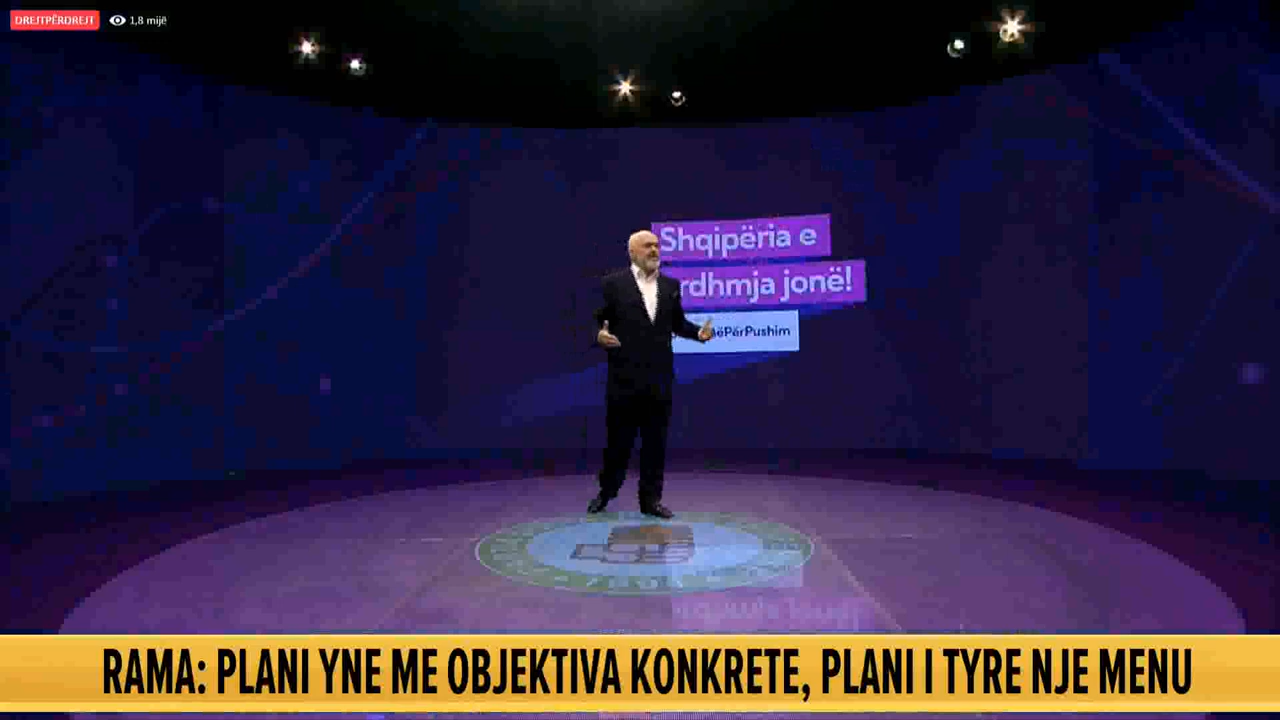 DREJTPËRDREJT 1,8 mijë
Shqipëria e
rdhmja jonë!
ëPërPushim
RAMA: PLANI YNE ME OBJEKTIVA KONKRETE, PLANI I TYRE NJE MENU